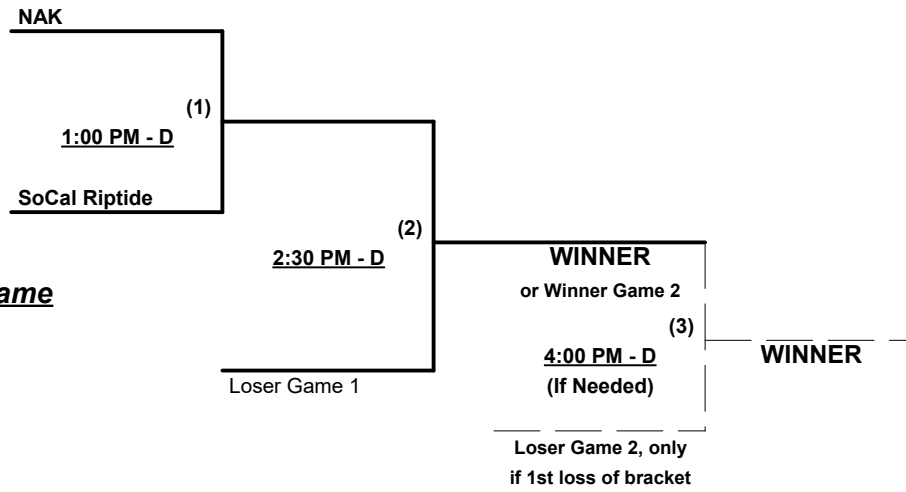 NAK
(1)
1:00 PM - D
SoCal Riptide
(2)
2:30 PM - D
WINNER
or Winner Game 2
ame
(3)
4:00 PM - D
WINNER
(If Needed)
Loser Game 1
Loser Game 2, only
if 1st loss of bracket